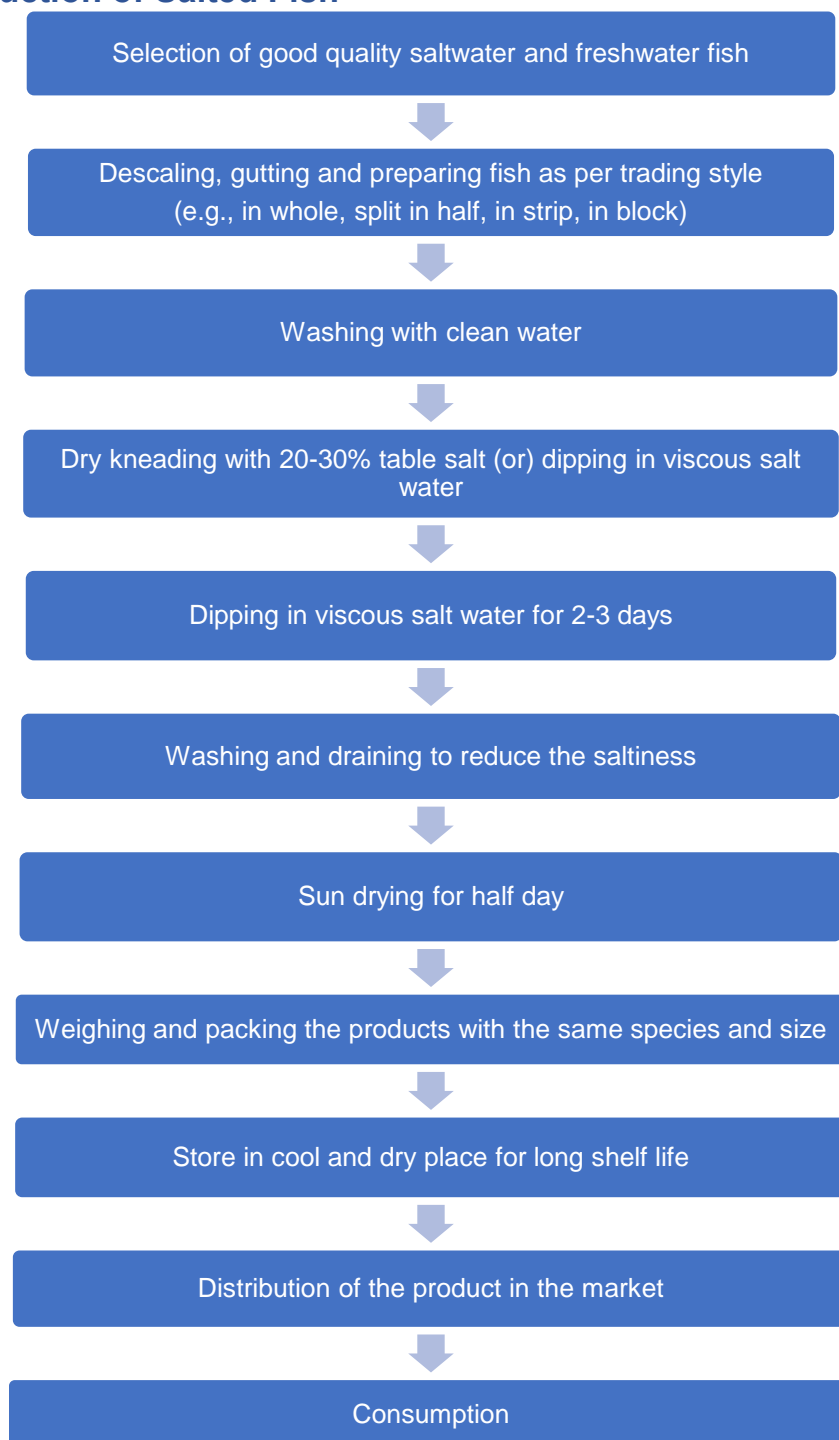 uction of Salted Fish
Selection of good quality saltwater and freshwater fish
Descaling, gutting and preparing fish as per trading style
(e.g., in whole, split in half, in strip, in block)
Washing with clean water
Dry kneading with 20-30% table salt (or) dipping in viscous salt
water
Dipping in viscous salt water for 2-3 days
Washing and draining to reduce the saltiness
Sun drying for half day
Weighing and packing the products with the same species and size
Store in cool and dry place for long shelf life
Distribution of the product in the market
Consumption